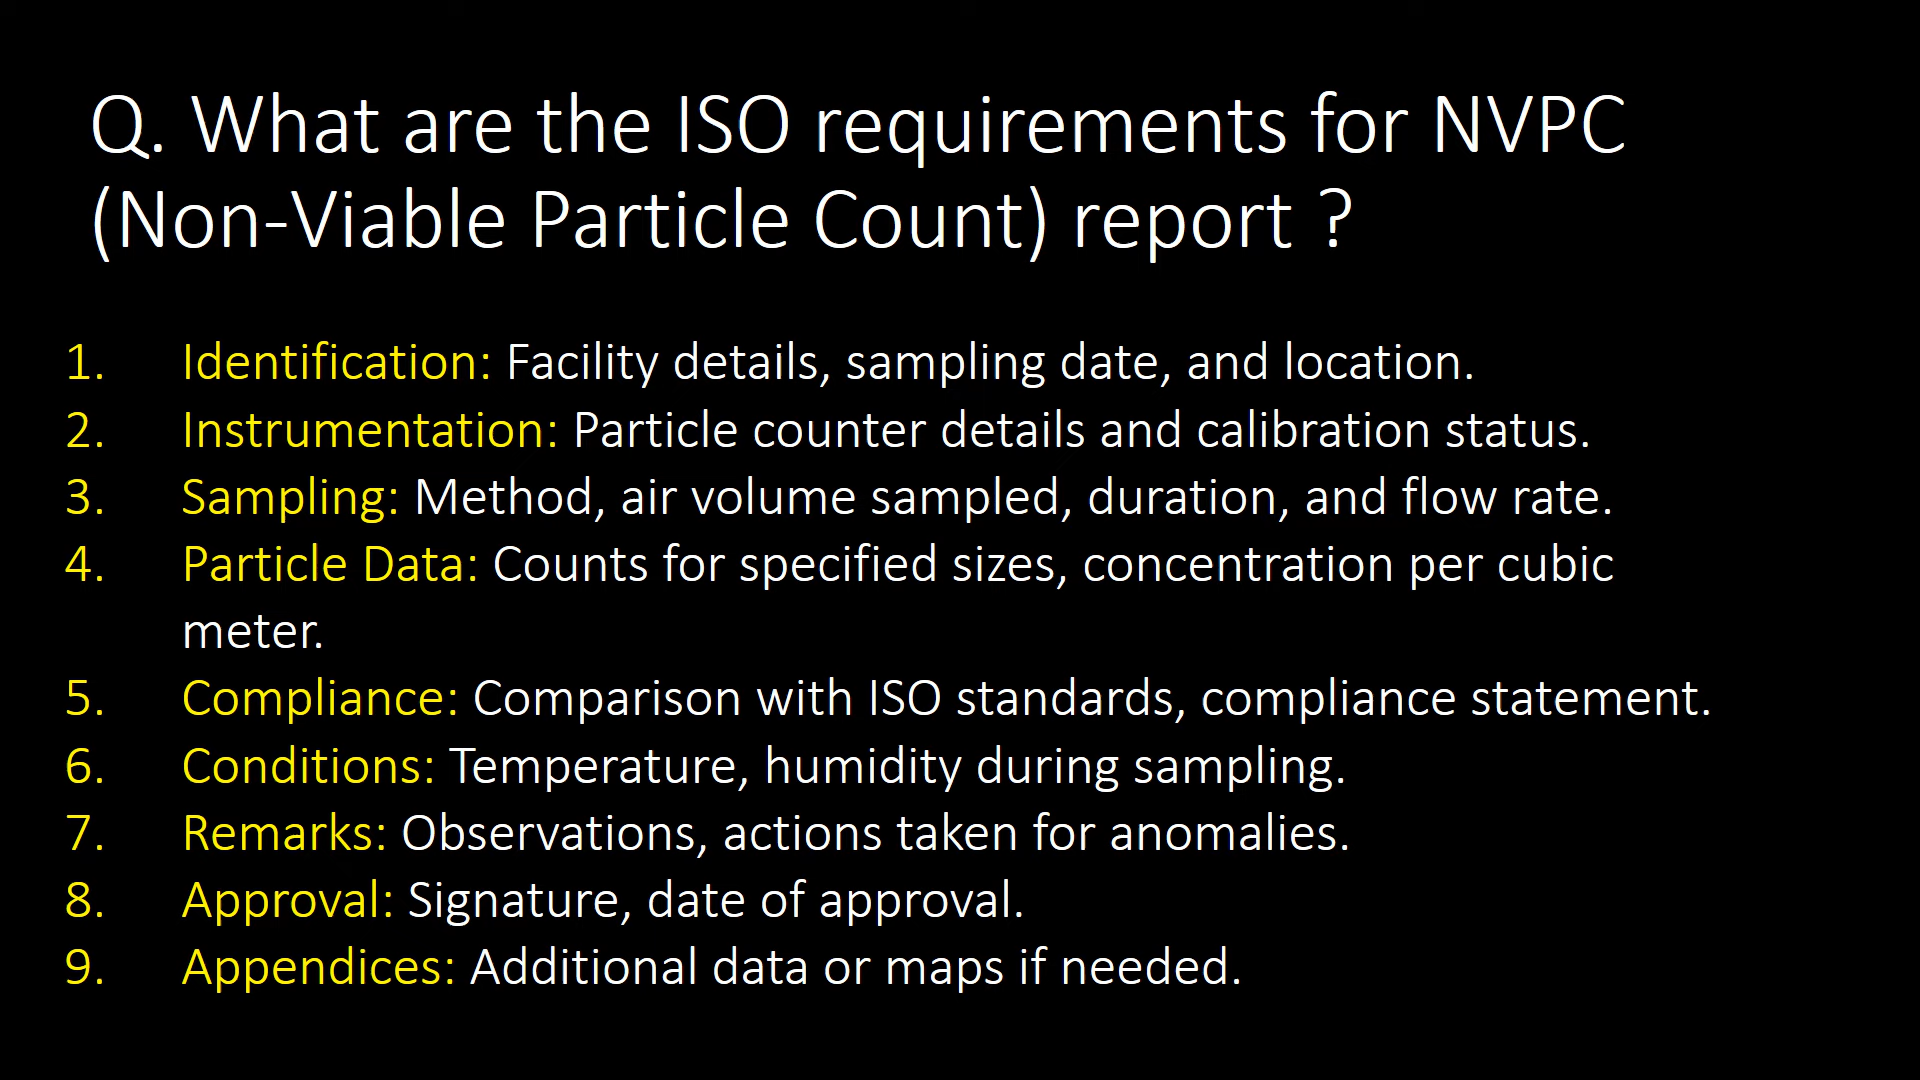 Q. What are the ISO requirements for NVPC
(Non-Viable Particle Count) report ?
1. Identification: Facility details, sampling date, and location.
2. Instrumentation: Particle counter details and calibration status.
3. Sampling: Method, air volume sampled, duration, and flow rate.
4. Particle Data: Counts for specified sizes, concentration per cubic
meter.
5. Compliance: Comparison with ISO standards, compliance statement.
6. Conditions: Temperature, humidity during sampling.
7. Remarks: Observations, actions taken for anomalies.
8. Approval: Signature, date of approval.
9. Appendices: Additional data or maps if needed.